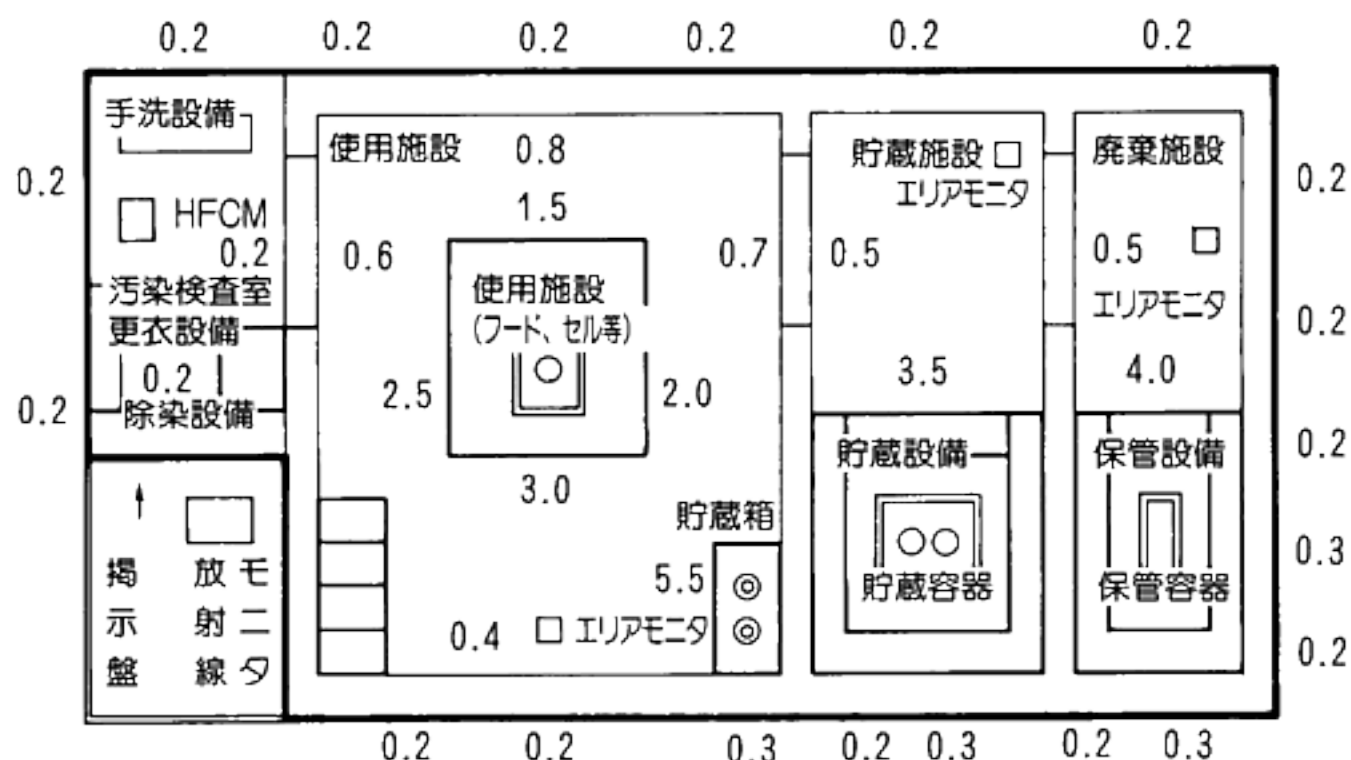 0.2 0.2 0.2 0.2 0.2 0.2
手洗設備
使用施設 0.8
貯蔵施設
廃棄施設
0.2
0.2
エリアモニタ
HFCM
1.5
0.2
0.6
0.7
0.5
0.5
汚染検査室
使用施設
(フード、セル等)
エリアモニタ
更衣設備
0.2
0.2
3.5
4.0
2.5
2.0
0.2
除染設備
0.2
貯蔵設備
保管設備
3.0
貯蔵箱
0.3
掲示盤
放射線
モニタ
5.5
貯蔵容器
保管容器
0.4
エリアモニタ
0.2
0.2 0.2 0.3 0.2 0.3 0.2 0.3